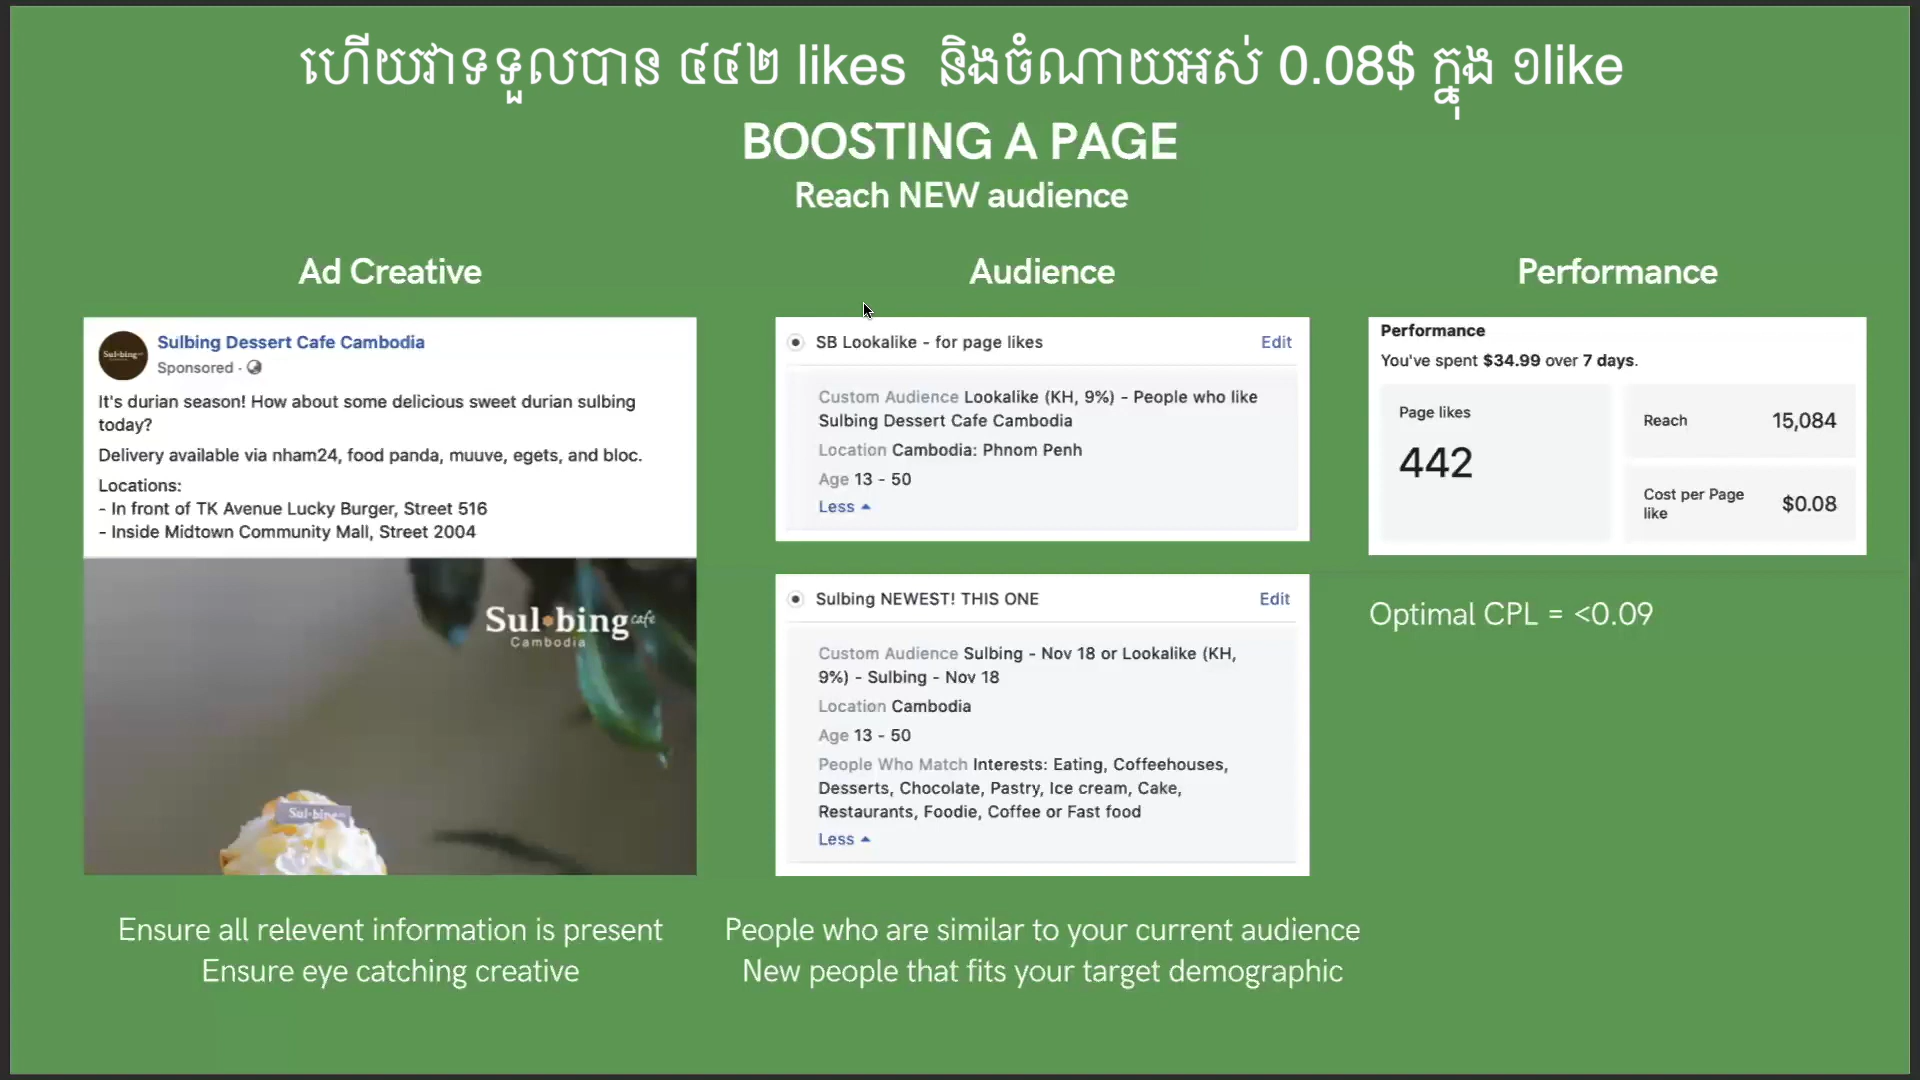 ហើយវាទទួលបាន ៤៤២ likes  និងចំណាយអស់ 0.08$ ក្នុង ១like
BOOSTING A PAGE
Reach NEW audience
Ad Creative
Sul·bing cafe
Sulbing Dessert Cafe Cambodia
Sponsored ·
It's durian season! How about some delicious sweet durian sulbing
today?
Delivery available via nham24, food panda, muuve, egets, and bloc.
Locations:
- In front of TK Avenue Lucky Burger, Street 516
- Inside Midtown Community Mall, Street 2004
Sul·bing cafe
Cambodia
Sul·bing
Ensure all relevent information is present
Ensure eye catching creative
Audience
SB Lookalike - for page likes
Edit
Custom Audience Lookalike (KH, 9%) - People who like
Sulbing Dessert Cafe Cambodia
Location Cambodia: Phnom Penh
Age 13 - 50
Less
Sulbing NEWEST! THIS ONE
Edit
Custom Audience Sulbing - Nov 18 or Lookalike (KH,
9%) - Sulbing - Nov 18
Location Cambodia
Age 13 - 50
People Who Match Interests: Eating, Coffeehouses,
Desserts, Chocolate, Pastry, Ice cream, Cake,
Restaurants, Foodie, Coffee or Fast food
Less
People who are similar to your current audience
New people that fits your target demographic
Performance
Performance
You've spent $34.99 over 7 days.
Page likes
442
Reach
15,084
Cost per Page
like
$0.08
Optimal CPL = <0.09